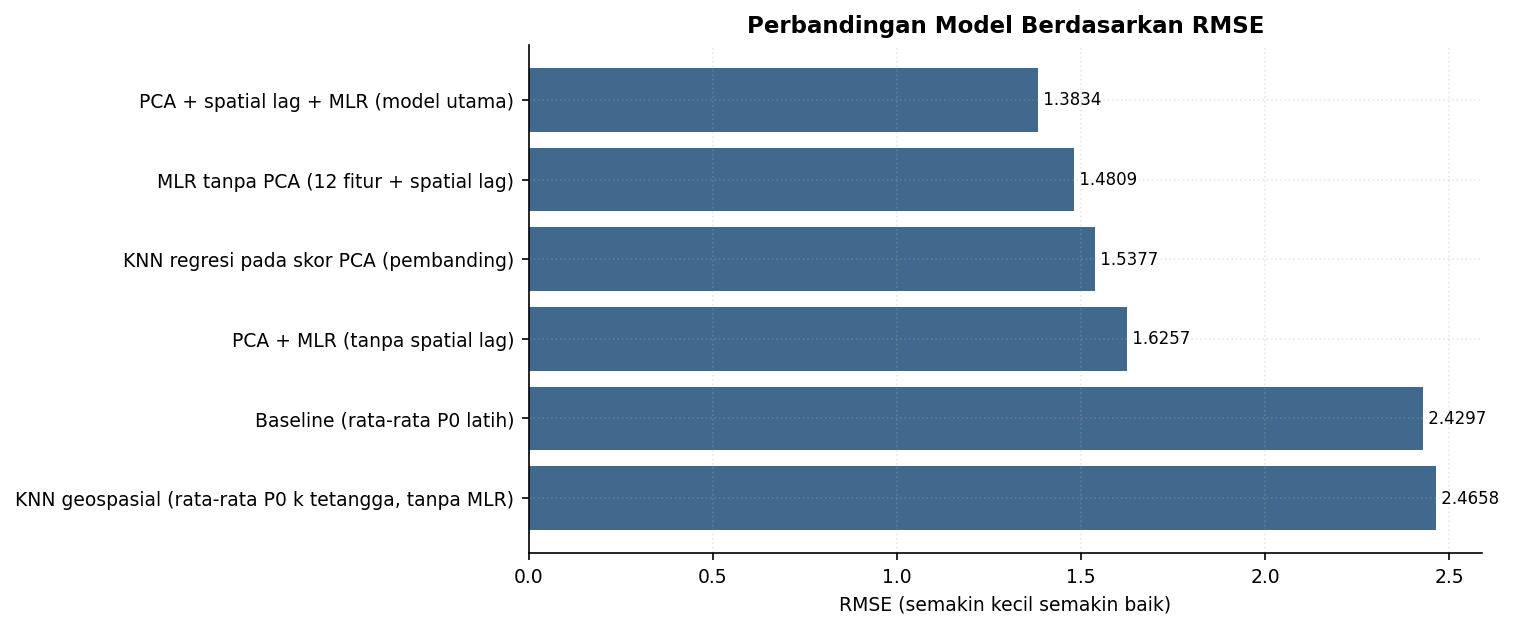 Perbandingan Model Berdasarkan RMSE
PCA + spatial lag + MLR (model utama)
1.3834
MLR tanpa PCA (12 fitur + spatial lag)
1.4809
KNN regresi pada skor PCA (pembanding)
1.5377
PCA + MLR (tanpa spatial lag)
1.6257
Baseline (rata-rata P0 latih)
2.4297
KNN geospasial (rata-rata P0 k tetangga, tanpa MLR)
2.4658
0.0 0.5 1.0 1.5 2.0 2.5
RMSE (semakin kecil semakin baik)